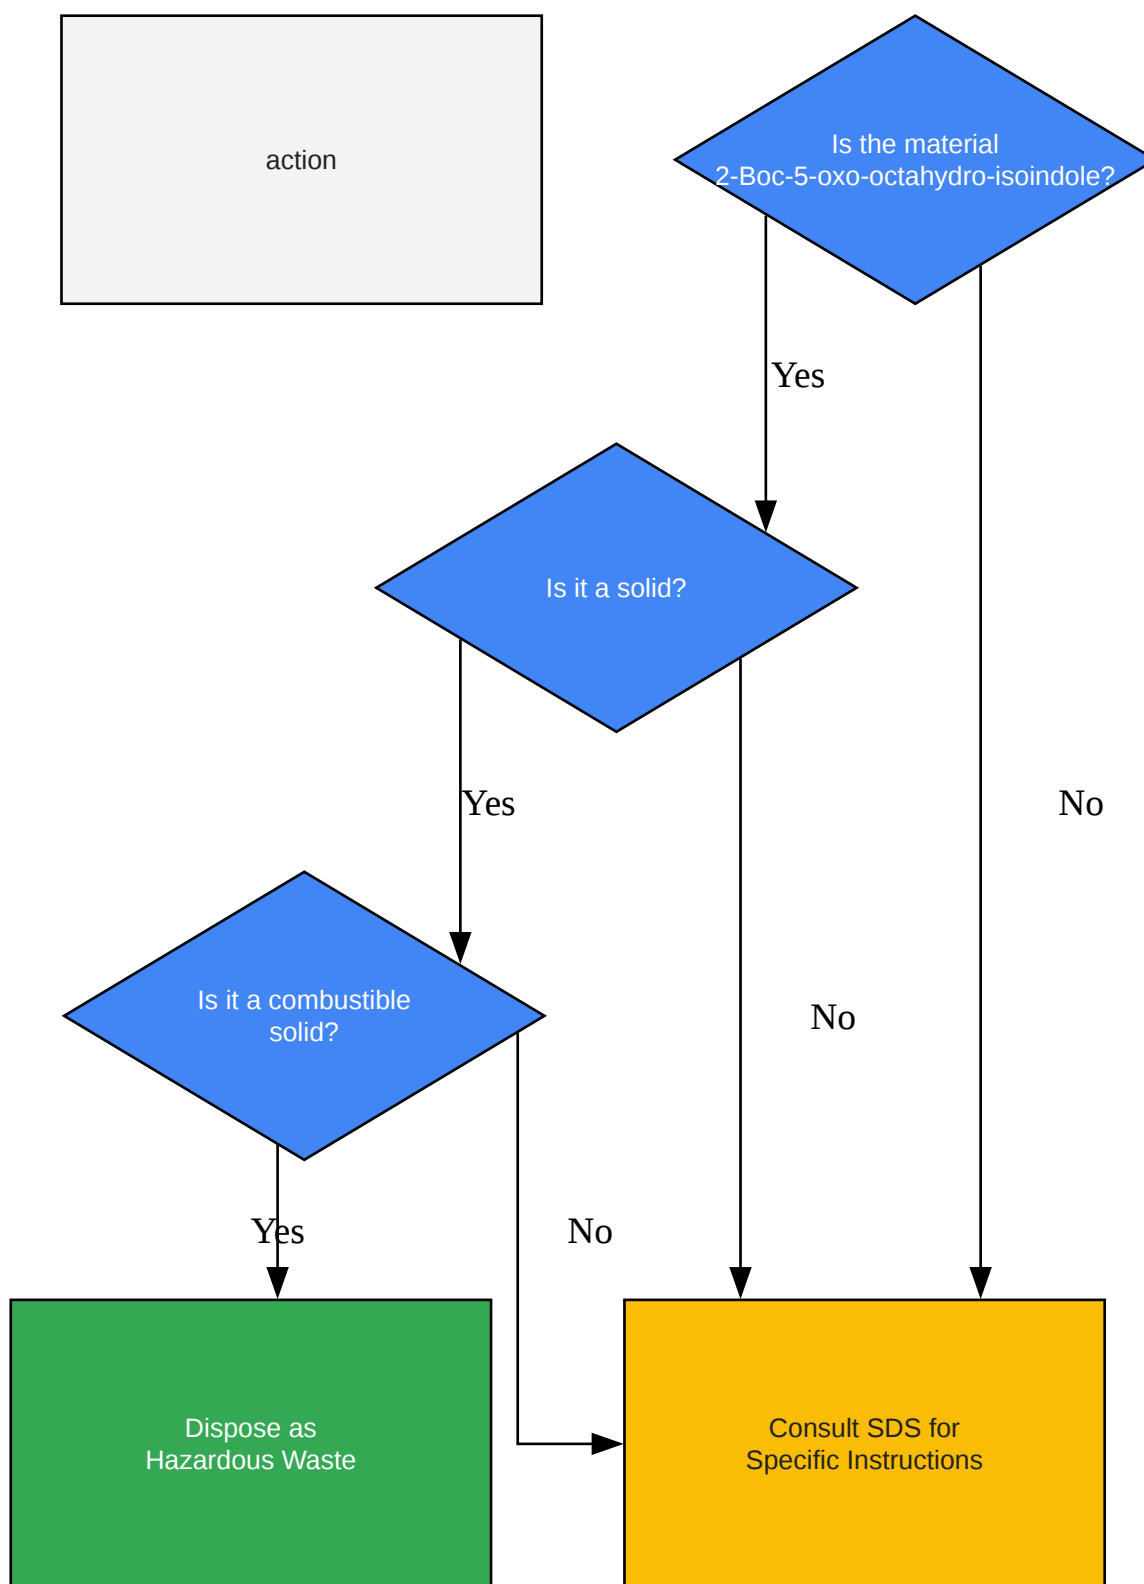 action
Is the material
2-Boc-5-oxo-octahydro-isoindole?
Yes
Is it a solid?
Yes
No
Is it a combustible
solid?
No
Yes
No
Dispose as
Hazardous Waste
Consult SDS for
Specific Instructions